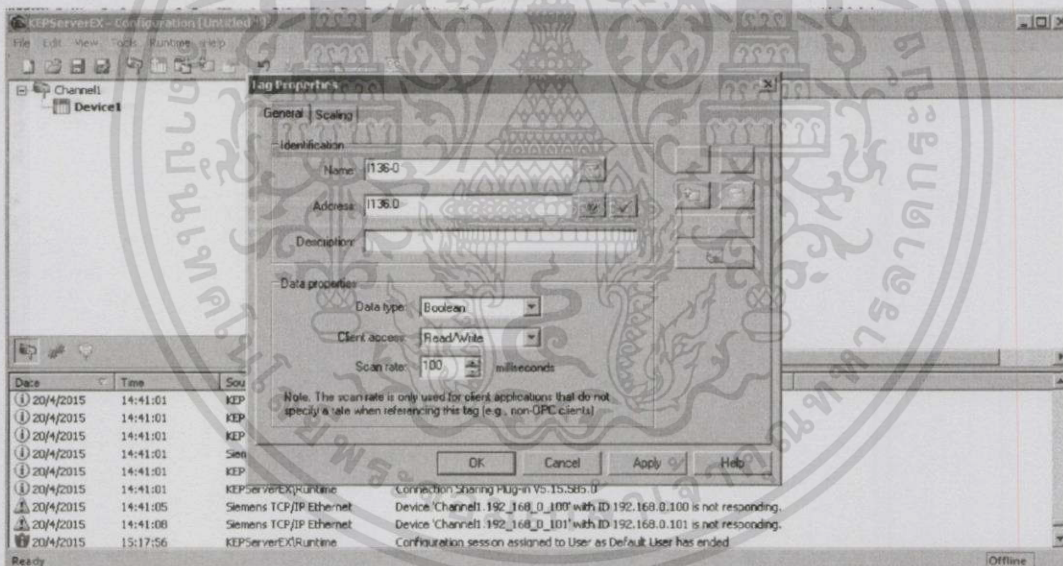 KEPServerEX - Configuration [Untitled *]
File Edit View Tools Runtime Help
Channel1
Device1
Tag Properties
General Scaling
Identification
Name: I136-0
Address: I136.0
Description:
Data properties
Data type: Boolean
Client access: Read/Write
Scan rate: 100 milliseconds
Note: The scan rate is only used for client applications that do not
specify a rate when referencing this tag (e.g., non-OPC clients)
OK Cancel Apply Help
Date Time Sou
20/4/2015 14:41:01 KEP
20/4/2015 14:41:01 KEP
20/4/2015 14:41:01 KEP
20/4/2015 14:41:01 Siem
20/4/2015 14:41:01 KEP
20/4/2015 14:41:01 KEPServerEX\Runtime Connection Sharing Plug-in V5.15.585.0
20/4/2015 14:41:05 Siemens TCP/IP Ethernet Device 'Channel1.192_168_0_100' with ID 192.168.0.100 is not responding.
20/4/2015 14:41:08 Siemens TCP/IP Ethernet Device 'Channel1.192_168_0_101' with ID 192.168.0.101 is not responding.
20/4/2015 15:17:56 KEPServerEX\Runtime Configuration session assigned to User as Default User has ended
Ready Offline